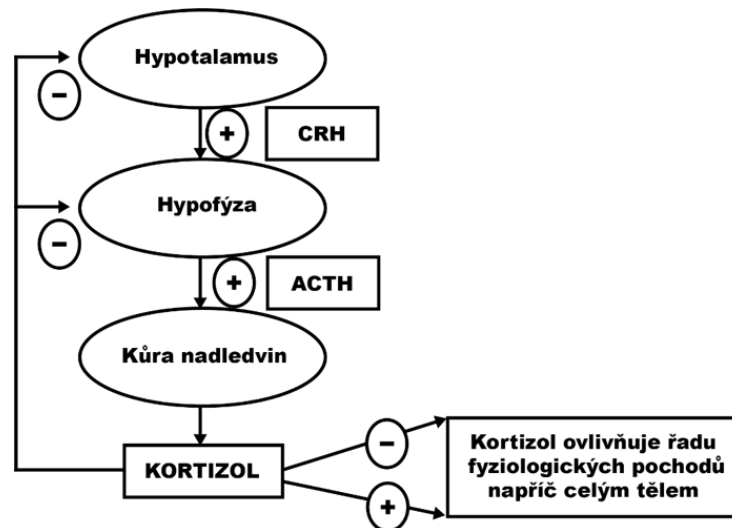 Hypotalamus
−
+
CRH
Hypofýza
−
+
ACTH
Kůra nadledvin
KORTIZOL
−
+
Kortizol ovlivňuje řadu
fyziologických pochodů
napříč celým tělem